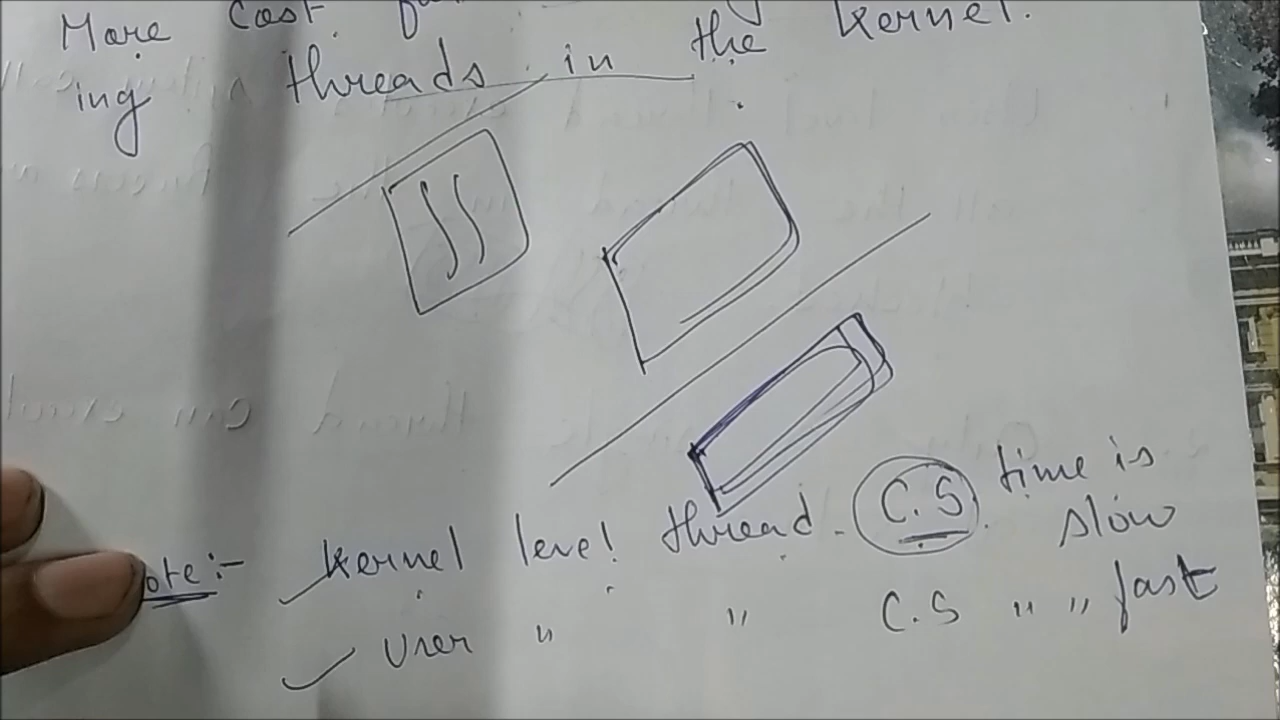 More cost
ing threads in the kernel.
ote:- kernel level thread - C.S time is slow
User " " C.S " " fast